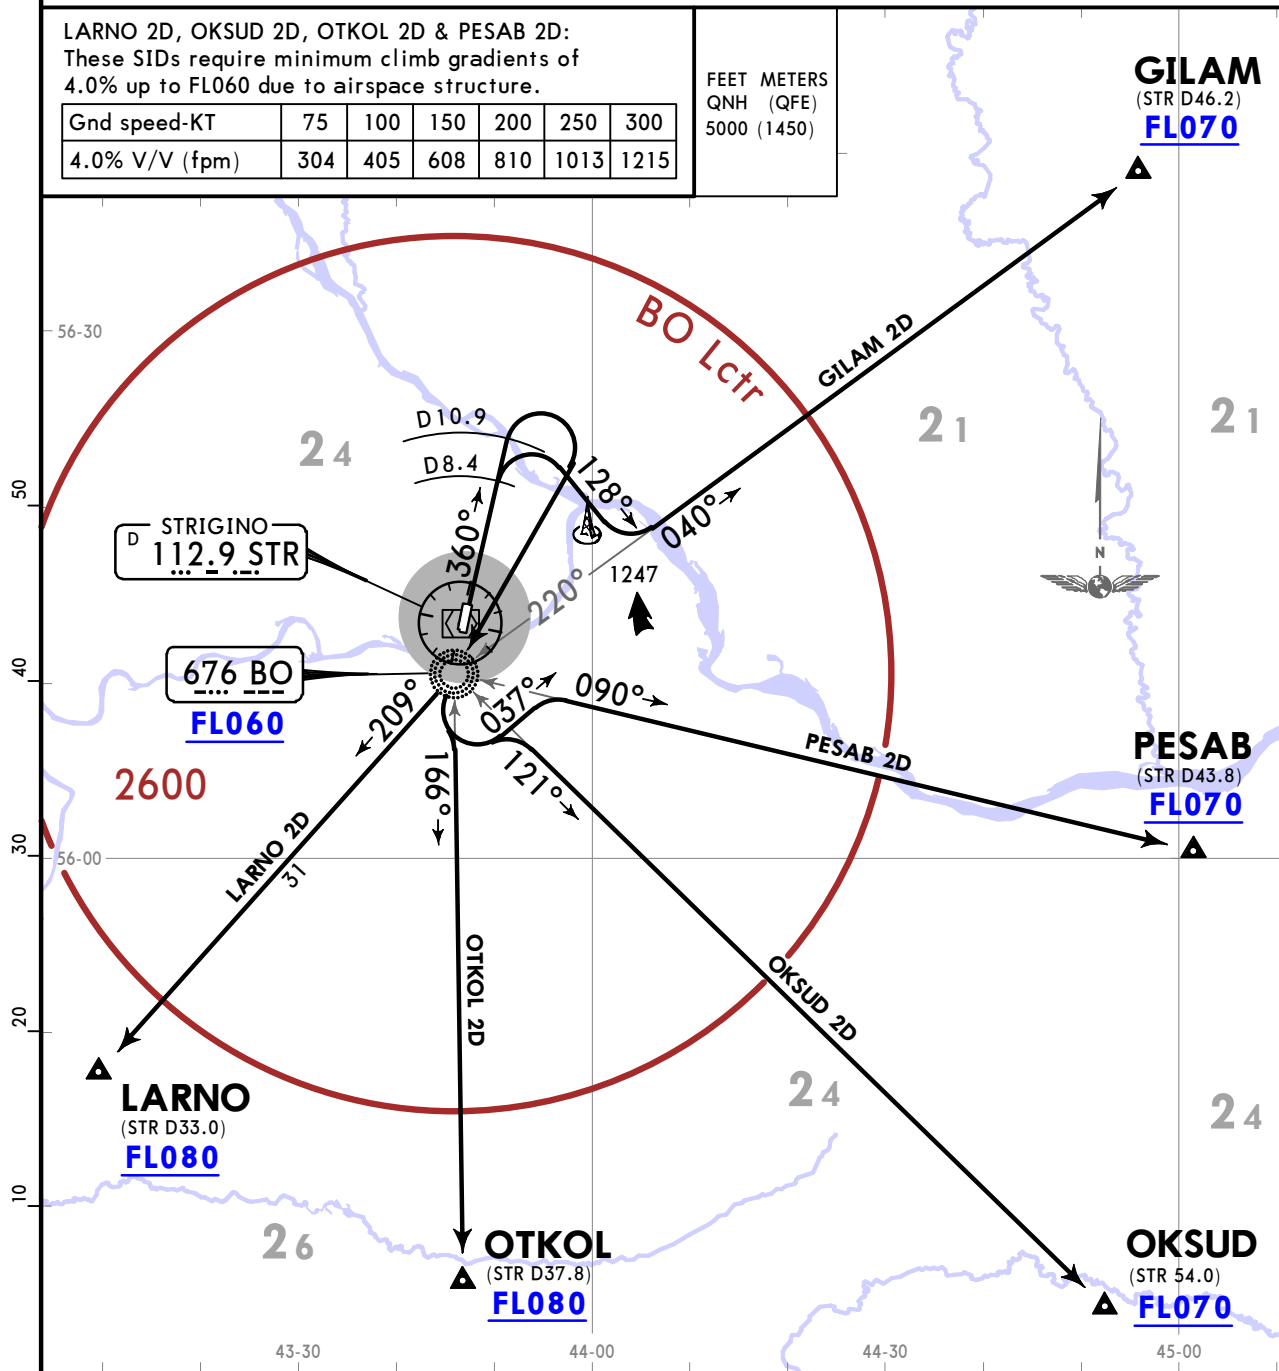 LARNO 2D, OKSUD 2D, OTKOL 2D & PESAB 2D:
These SIDs require minimum climb gradients of
4.0% up to FL060 due to airspace structure.
Gnd speed-KT 75 100 150 200 250 300
4.0% V/V (fpm) 304 405 608 810 1013 1215
FEET METERS
QNH (QFE)
5000 (1450)
GILAM
(STR D46.2)
FL070
BO Lctr
56-30
GILAM 2D
D10.9
D8.4
24
21
21
128°
040°
360°
220°
1247
N
50
STRIGINO
D 112.9 STR
676 BO
FL060
40
209°
037°
090°
166°
121°
PESAB 2D
PESAB
(STR D43.8)
FL070
2600
30
56-00
LARNO 2D
31
OTKOL 2D
OKSUD 2D
20
LARNO
(STR D33.0)
FL080
24
24
10
26
OTKOL
(STR D37.8)
FL080
OKSUD
(STR 54.0)
FL070
43-30
44-00
44-30
45-00